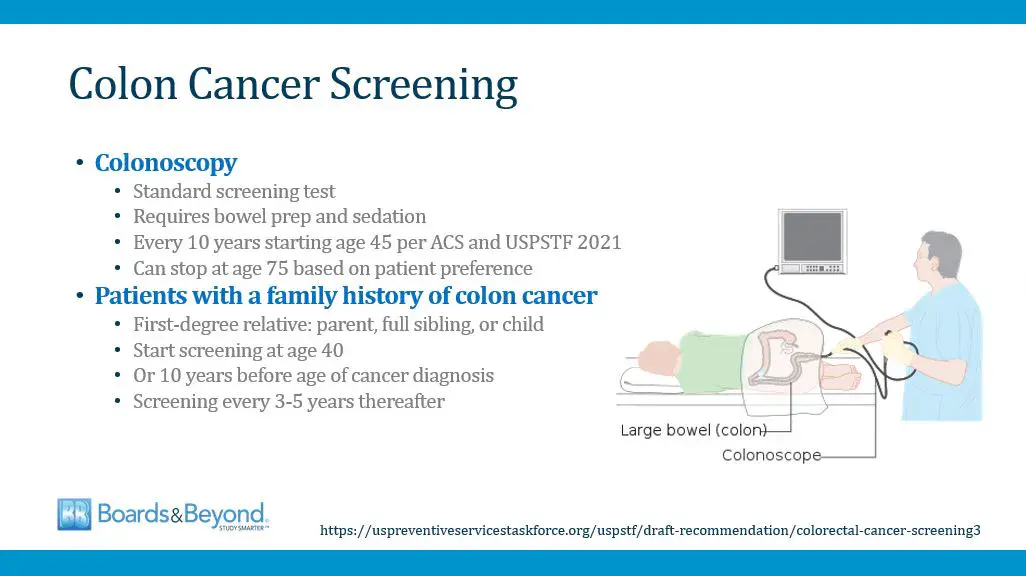 Colon Cancer Screening
• Colonoscopy
• Standard screening test
• Requires bowel prep and sedation
• Every 10 years starting age 45 per ACS and USPSTF 2021
• Can stop at age 75 based on patient preference
• Patients with a family history of colon cancer
• First-degree relative: parent, full sibling, or child
• Start screening at age 40
• Or 10 years before age of cancer diagnosis
• Screening every 3-5 years thereafter
Large bowel (colon)
Colonoscope
BB Boards&Beyond®
STUDY SMARTER™
https://uspreventiveservicestaskforce.org/uspstf/draft-recommendation/colorectal-cancer-screening3